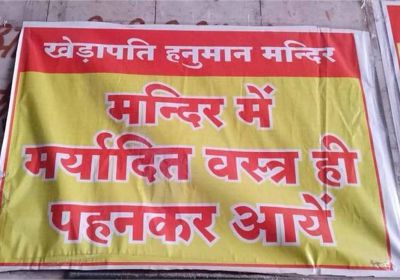 खेड़ापति हनुमान मन्दिर
मन्दिर में
मर्यादित वस्त्र ही
पहनकर आयें